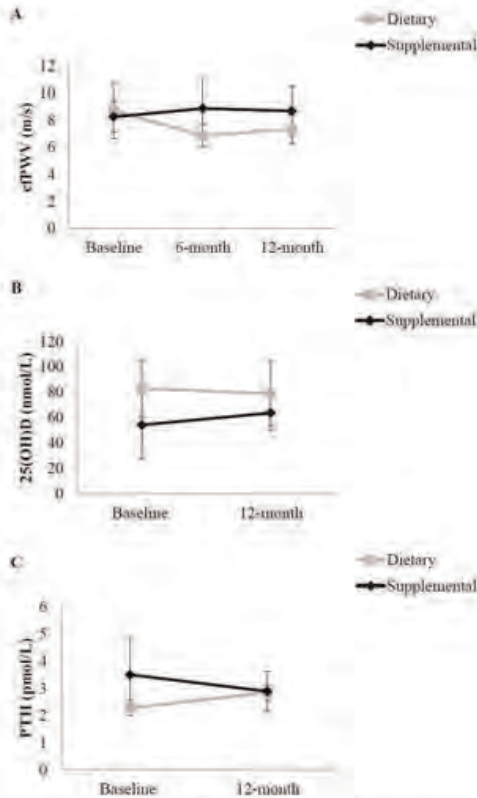 A
Dietary
Supplemental
12
10
8
6
4
2
0
cfPWV (m/s)
Baseline 6-month 12-month
B
Dietary
Supplemental
120
100
80
60
40
20
0
25(OH)D (nmol/L)
Baseline 12-month
C
Dietary
Supplemental
6
5
4
3
2
1
0
PTH (pmol/L)
Baseline 12-month